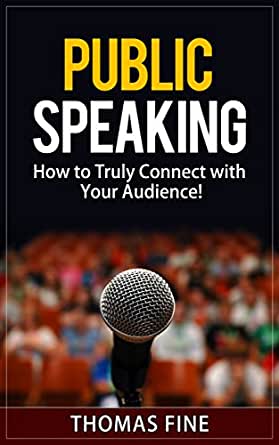 PUBLIC
SPEAKING
How to Truly Connect with
Your Audience!
THOMAS FINE